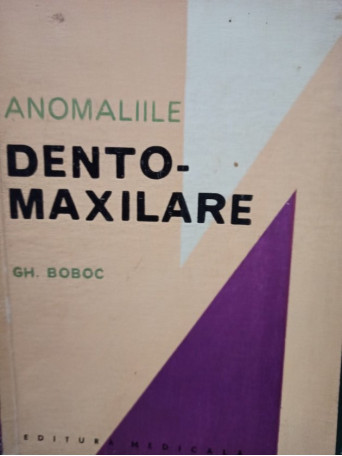 ANOMALIILE
DENTO-
MAXILARE
GH. BOBOC
EDITURA MEDICALĂ